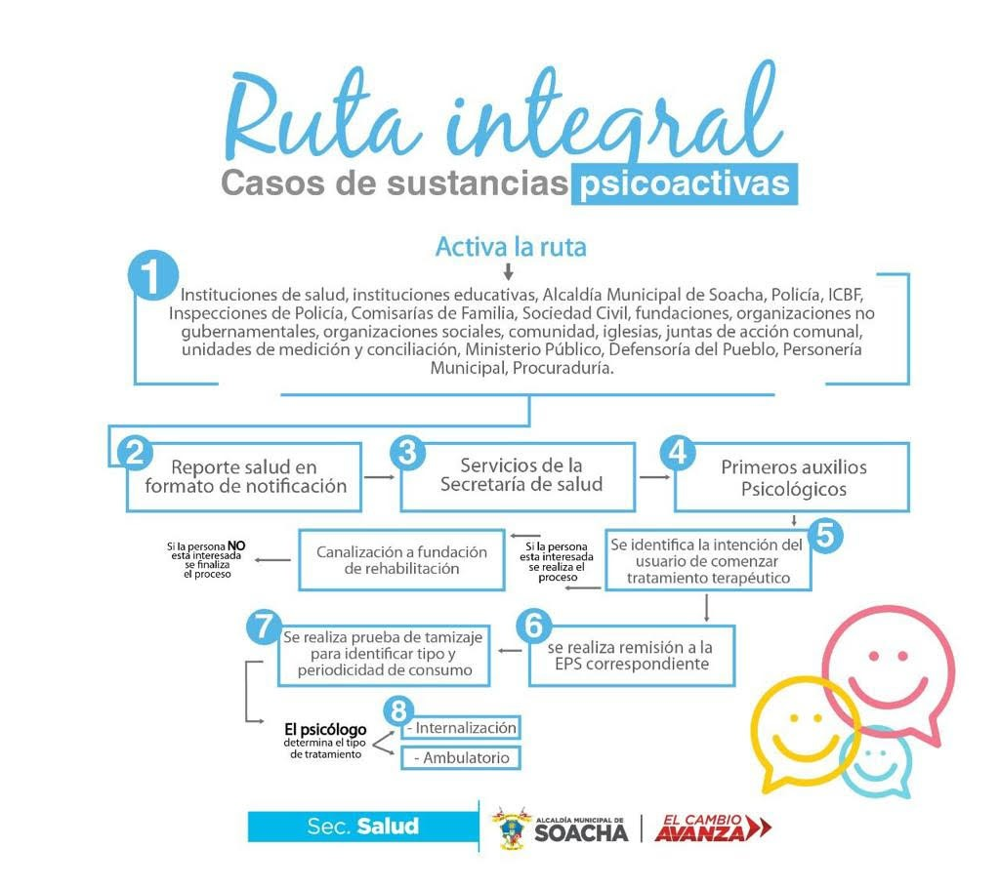 Ruta integral
Casos de sustancias psicoactivas
Activa la ruta
1
Instituciones de salud, instituciones educativas, Alcaldía Municipal de Soacha, Policía, ICBF,
Inspecciones de Policía, Comisarías de Familia, Sociedad Civil, fundaciones, organizaciones no
gubernamentales, organizaciones sociales, comunidad, iglesias, juntas de acción comunal,
unidades de medición y conciliación, Ministerio Público, Defensoría del Pueblo, Personería
Municipal, Procuraduría.
2
Reporte salud en
formato de notificación
3
Servicios de la
Secretaría de salud
4
Primeros auxilios
Psicológicos
5
Se identifica la intención del
usuario de comenzar
tratamiento terapéutico
Si la persona
esta interesada
se realiza el
proceso
Canalización a fundación
de rehabilitación
Si la persona NO
esta interesada
se finaliza
el proceso
6
se realiza remisión a la
EPS correspondiente
7
Se realiza prueba de tamizaje
para identificar tipo y
periodicidad de consumo
El psicólogo
determina el tipo
de tratamiento
8
- Internalización
- Ambulatorio
Sec. Salud
ALCALDÍA MUNICIPAL DE
SOACHA
EL CAMBIO
AVANZA